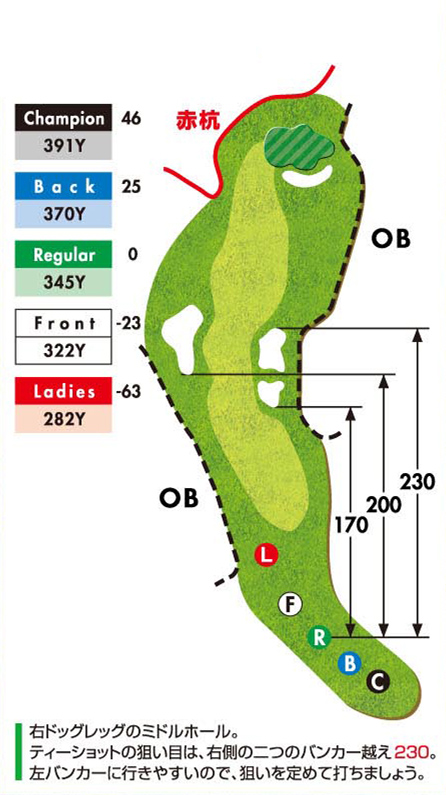 Champion 46
391Y
赤杭
Back 25
370Y
OB
Regular 0
345Y
Front -23
322Y
Ladies -63
282Y
230
OB
200
170
L
F
R
B
C
右ドッグレッグのミドルホール。
ティーショットの狙い目は、右側の二つのバンカー越え230。
左バンカーに行きやすいので、狙いを定めて打ちましょう。